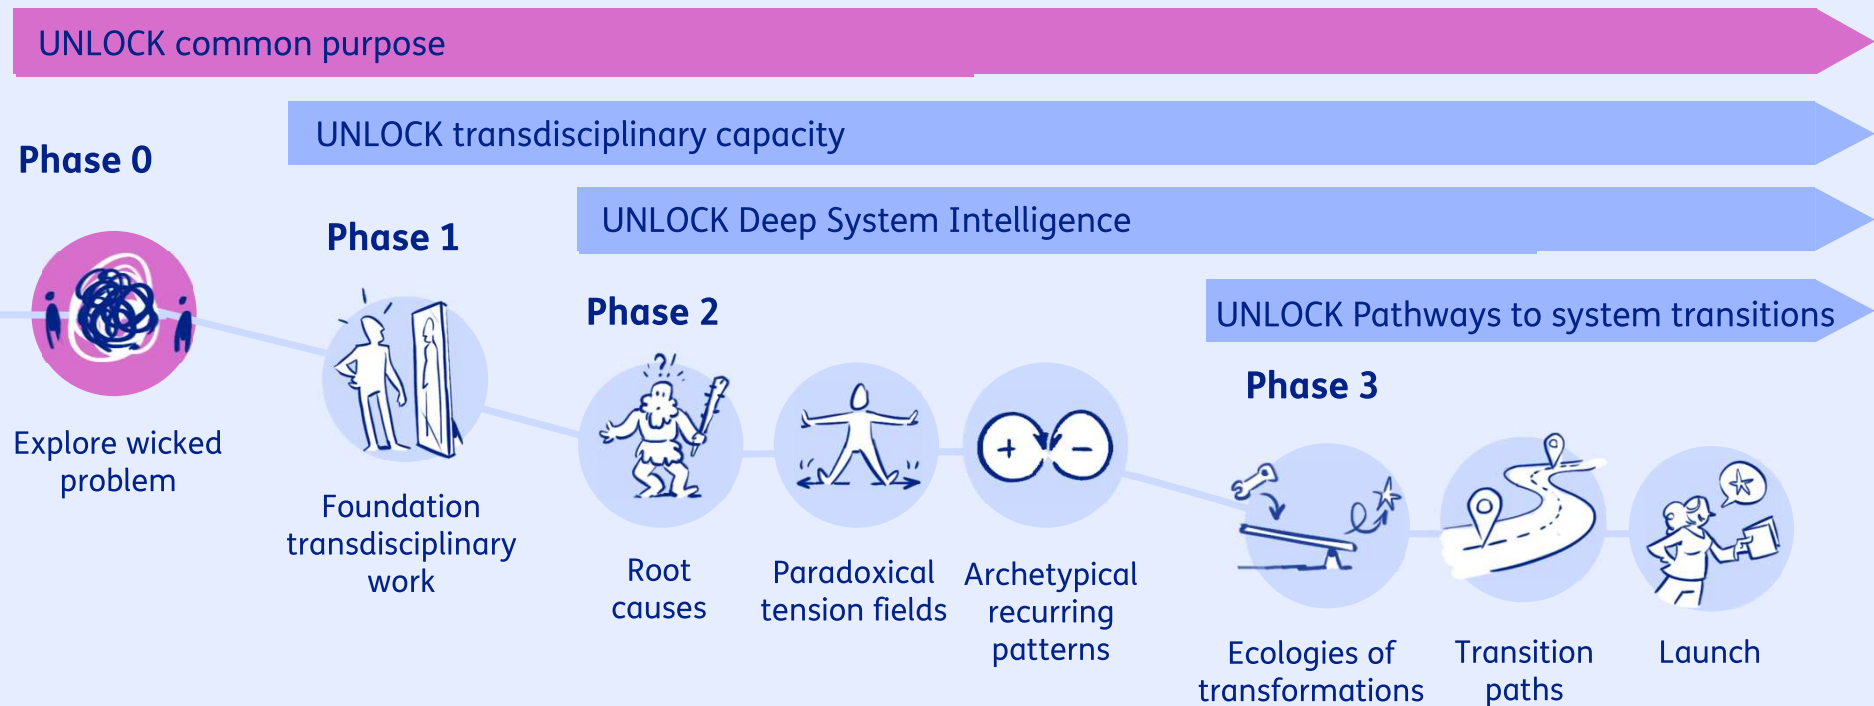 UNLOCK common purpose
UNLOCK transdisciplinary capacity
Phase 0
UNLOCK Deep System Intelligence
Phase 1
UNLOCK Pathways to system transitions
Phase 2
Phase 3
?!
+
−
Explore wicked
problem
Foundation
transdisciplinary
work
Root
causes
Paradoxical
tension fields
Archetypical
recurring
patterns
Ecologies of
transformations
Transition
paths
Launch